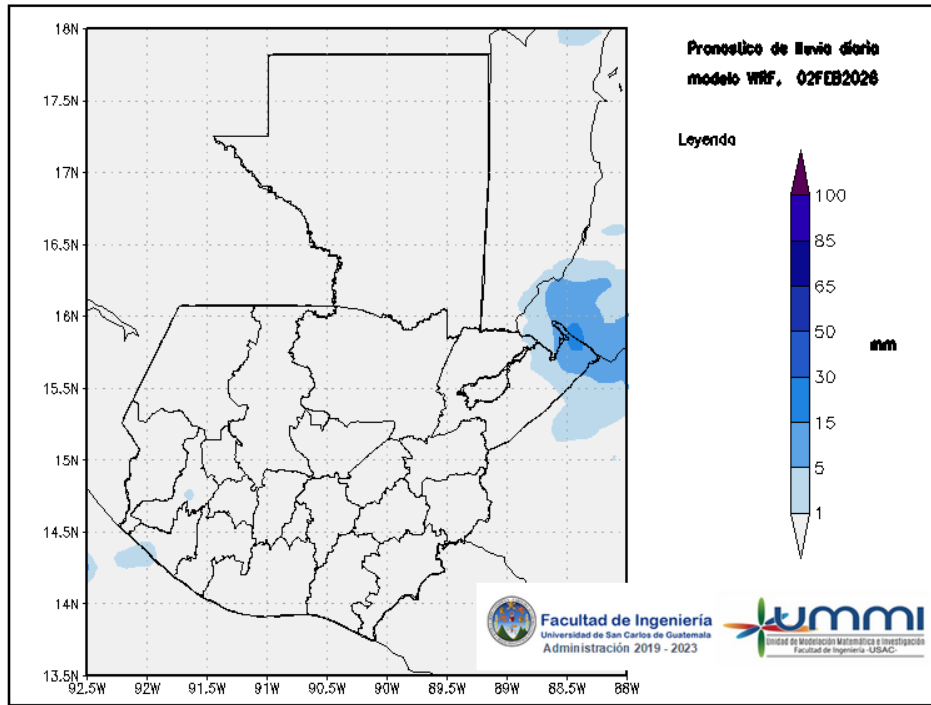 Pronostico de lluvia diaria
modelo WRF, 02FEB2026
Leyenda
100
85
65
50
30
15
5
1
mm
18N
17.5N
17N
16.5N
16N
15.5N
15N
14.5N
14N
13.5N
92.5W
92W
91.5W
91W
90.5W
90W
89.5W
89W
88.5W
88W
Facultad de Ingeniería
Universidad de San Carlos de Guatemala
Administración 2019 - 2023
UMMI
Unidad de Modelación Matemática e Investigación
Facultad de Ingeniería -USAC-